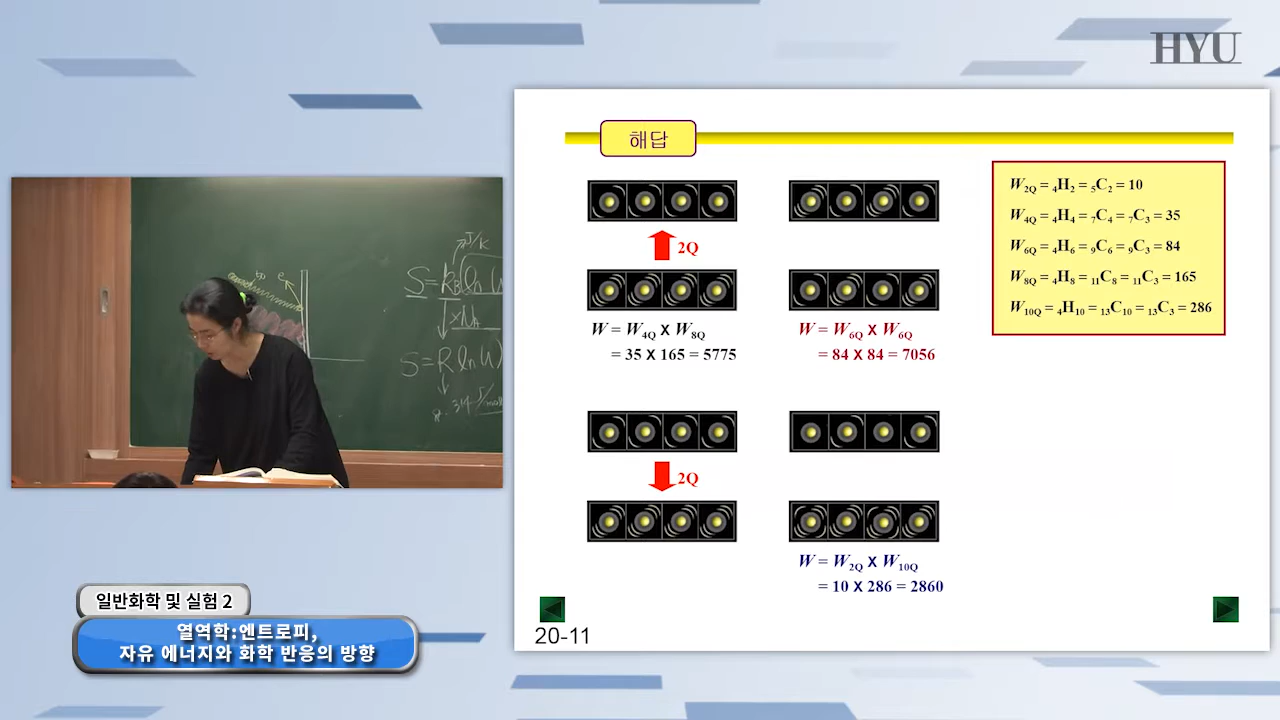 HYU
해답
2Q
W = W4Q x W8Q
= 35 x 165 = 5775
W = W6Q x W6Q
= 84 x 84 = 7056
2Q
W = W2Q x W10Q
= 10 x 286 = 2860
W2Q = 4H2 = 5C2 = 10
W4Q = 4H4 = 7C4 = 7C3 = 35
W6Q = 4H6 = 9C6 = 9C3 = 84
W8Q = 4H8 = 11C8 = 11C3 = 165
W10Q = 4H10 = 13C10 = 13C3 = 286
20-11
J/K
S = kB ln W
S = R ln W
일반화학 및 실험 2
열역학:엔트로피,
자유 에너지와 화학 반응의 방향